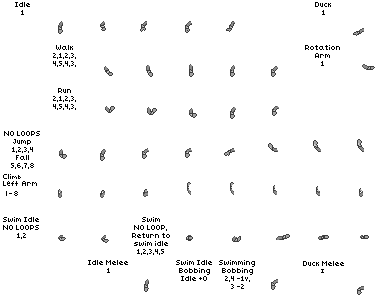 Idle
1
Duck
1
Walk
2,1,2,3,
4,5,4,3,
Rotation
Arm
1
Run
2,1,2,3,
4,5,4,3,
NO LOOPS
Jump
1,2,3,4
Fall
5,6,7,8
Climb
Left Arm
1-8
Swim Idle
NO LOOPS
1,2
Swim
NO LOOP,
Return to
swim idle
1,2,3,4,5
Swim Idle
Bobbing
Idle +0
Swimming
Bobbing
2,4 -1v,
3 -2
Idle Melee
1
Duck Melee
1